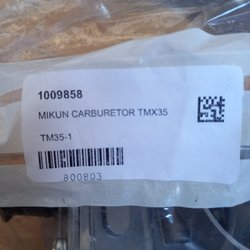 1009858
MIKUN CARBURETOR TMX35
TM35-1
800803